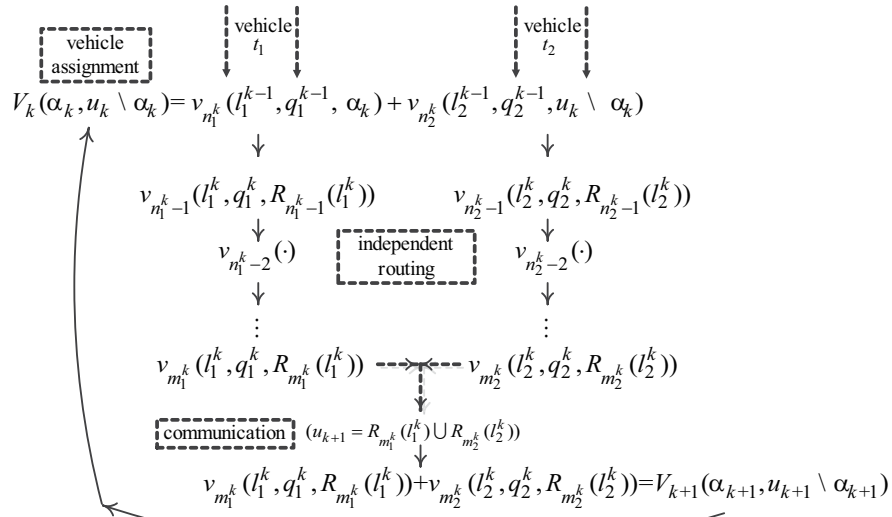 vehicle t₁
vehicle t₂
vehicle assignment
V_k(α_k, u_k \ α_k) = v_{n_1^k}(l_1^{k-1}, q_1^{k-1}, α_k) + v_{n_2^k}(l_2^{k-1}, q_2^{k-1}, u_k \ α_k)
v_{n_1^k-1}(l_1^k, q_1^k, R_{n_1^k-1}(l_1^k)) v_{n_2^k-1}(l_2^k, q_2^k, R_{n_2^k-1}(l_2^k))
v_{n_1^k-2}(·) independent routing v_{n_2^k-2}(·)
⋮ ⋮
v_{m_1^k}(l_1^k, q_1^k, R_{m_1^k}(l_1^k)) v_{m_2^k}(l_2^k, q_2^k, R_{m_2^k}(l_2^k))
communication (u_{k+1} = R_{m_1^k}(l_1^k) ∪ R_{m_2^k}(l_2^k))
v_{m_1^k}(l_1^k, q_1^k, R_{m_1^k}(l_1^k)) + v_{m_2^k}(l_2^k, q_2^k, R_{m_2^k}(l_2^k)) = V_{k+1}(α_{k+1}, u_{k+1} \ α_{k+1})